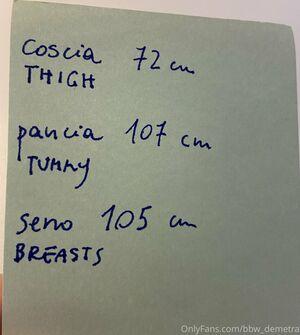 coscia 72 cm
THIGH
pancia 107 cm
TUMMY
seno 105 cm
BREASTS
OnlyFans.com/bbw_demetra